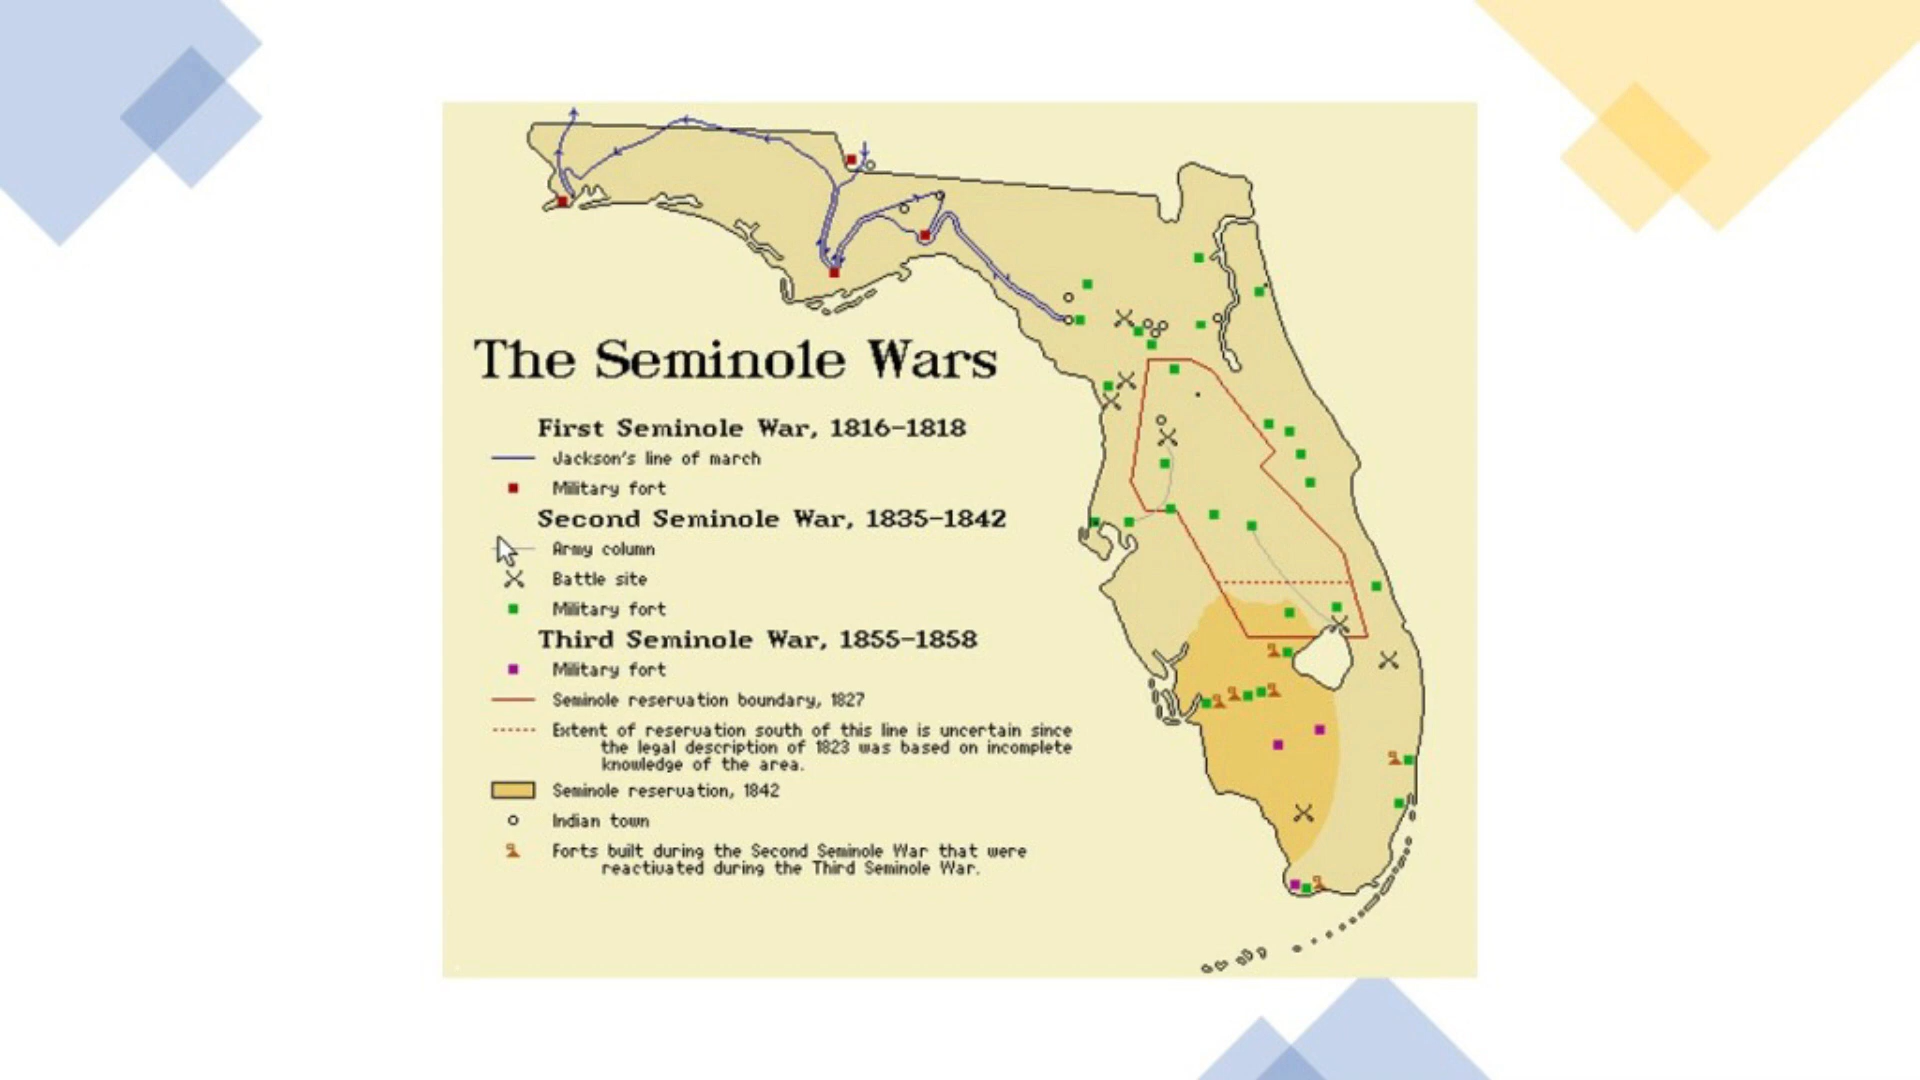 The Seminole Wars
First Seminole War, 1816-1818
Jackson's line of march
Military fort
Second Seminole War, 1835-1842
Army column
Battle site
Military fort
Third Seminole War, 1855-1858
Military fort
Seminole reservation boundary, 1827
Extent of reservation south of this line is uncertain since
the legal description of 1823 was based on incomplete
knowledge of the area.
Seminole reservation, 1842
Indian town
Forts built during the Second Seminole War that were
reactivated during the Third Seminole War.